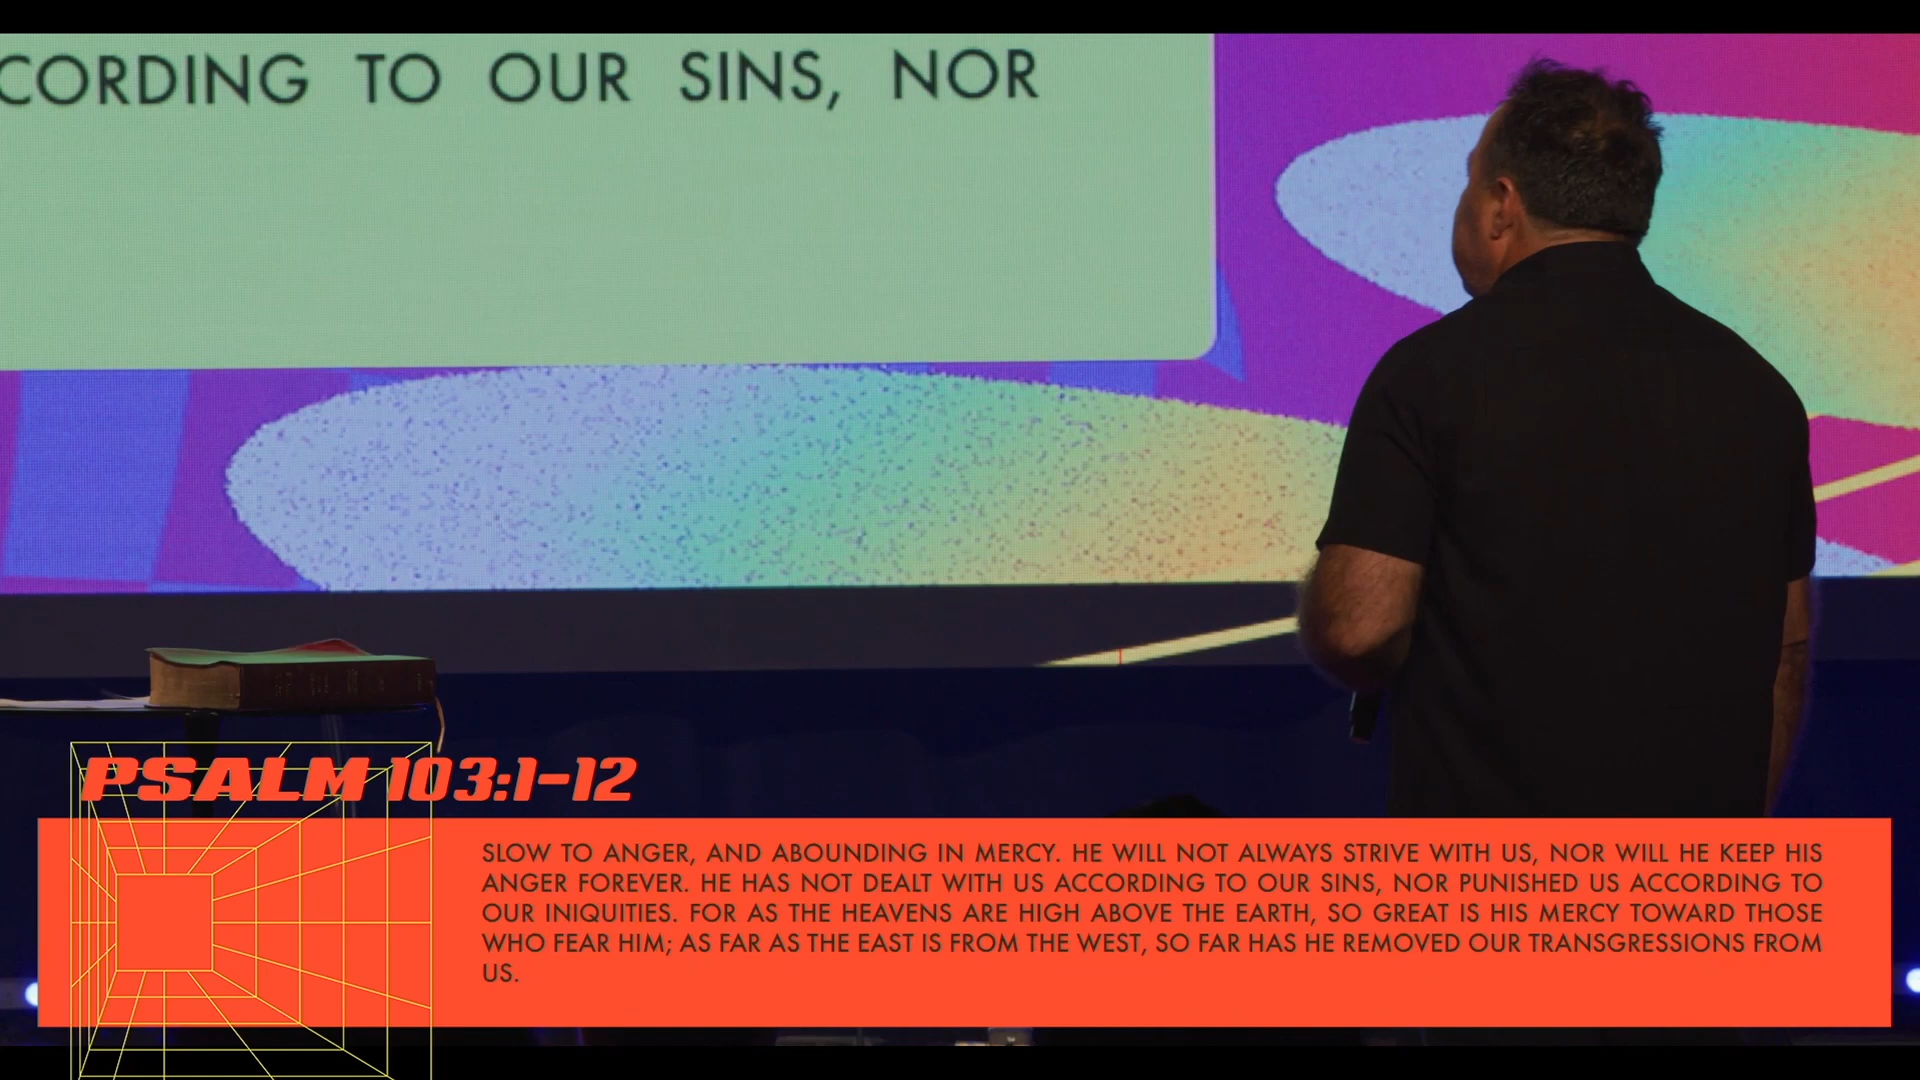 CORDING TO OUR SINS, NOR
PSALM 103:1-12
SLOW TO ANGER, AND ABOUNDING IN MERCY. HE WILL NOT ALWAYS STRIVE WITH US, NOR WILL HE KEEP HIS
ANGER FOREVER. HE HAS NOT DEALT WITH US ACCORDING TO OUR SINS, NOR PUNISHED US ACCORDING TO
OUR INIQUITIES. FOR AS THE HEAVENS ARE HIGH ABOVE THE EARTH, SO GREAT IS HIS MERCY TOWARD THOSE
WHO FEAR HIM; AS FAR AS THE EAST IS FROM THE WEST, SO FAR HAS HE REMOVED OUR TRANSGRESSIONS FROM
US.